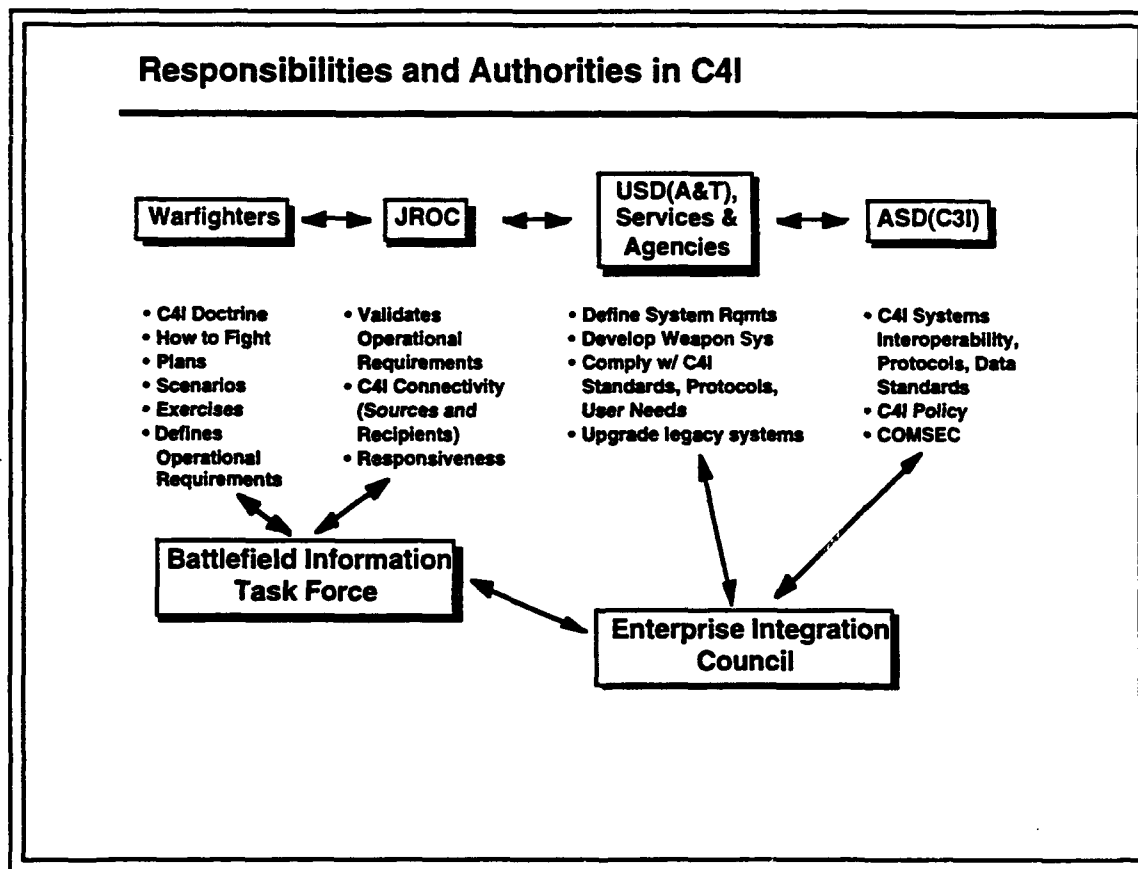 Responsibilities and Authorities in C4I
Warfighters
JROC
USD(A&T),
Services &
Agencies
ASD(C3I)
• C4I Doctrine
• How to Fight
• Plans
• Scenarios
• Exercises
• Defines
Operational
Requirements
• Validates
Operational
Requirements
• C4I Connectivity
(Sources and
Recipients)
• Responsiveness
• Define System Rqmts
• Develop Weapon Sys
• Comply w/ C4I
Standards, Protocols,
User Needs
• Upgrade legacy systems
• C4I Systems
Interoperability,
Protocols, Data
Standards
• C4I Policy
• COMSEC
Battlefield Information
Task Force
Enterprise Integration
Council